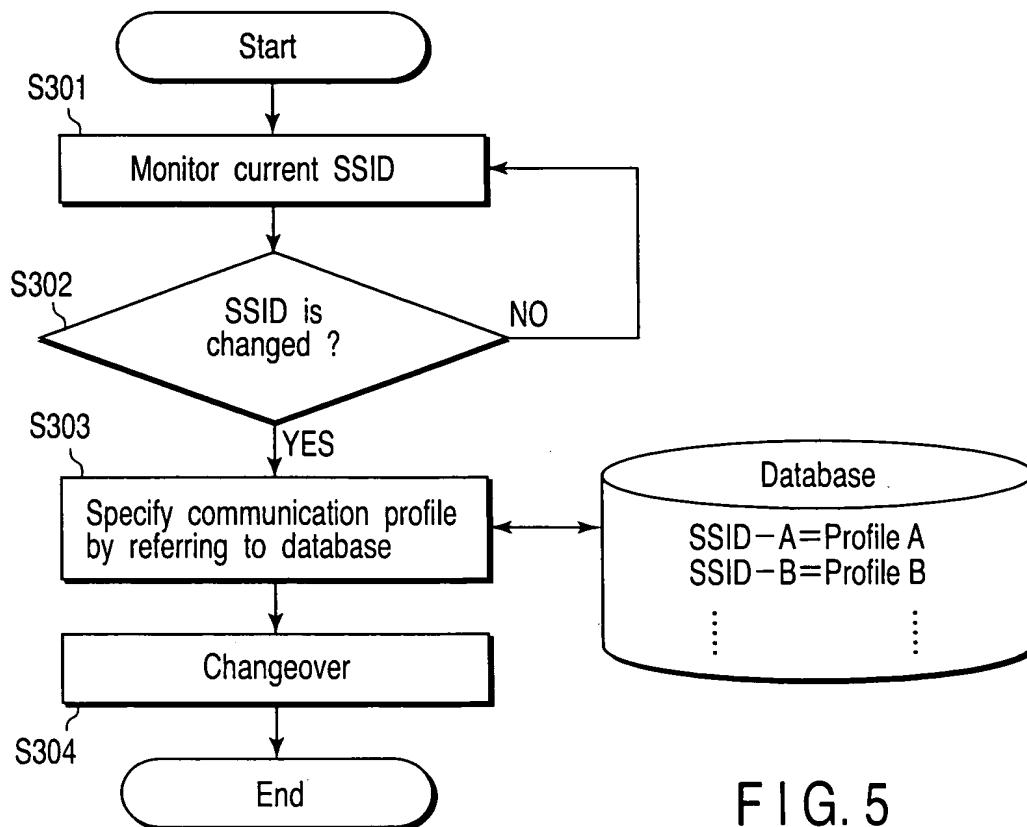 Start
S301
Monitor current SSID
S302
SSID is
changed ?
NO
S303
YES
Specify communication profile
by referring to database
Database
SSID-A=Profile A
SSID-B=Profile B
Changeover
S304
End
FIG. 5